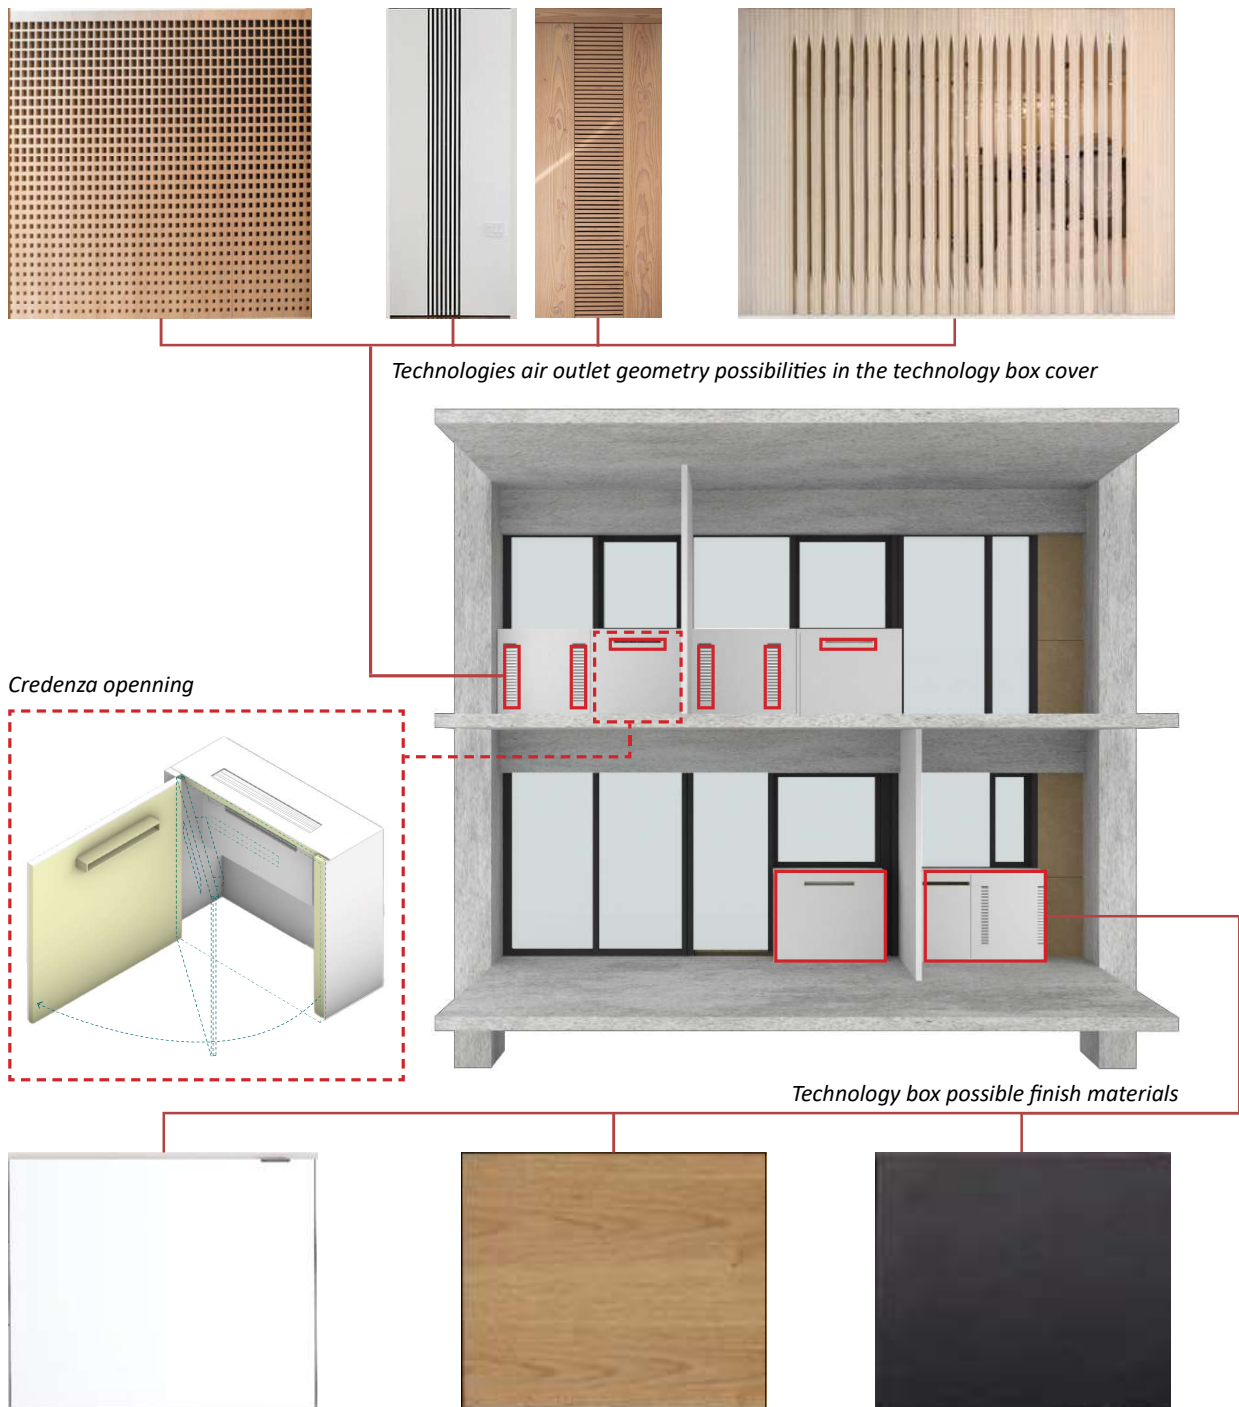 Technologies air outlet geometry possibilities in the technology box cover
Credenza openning
Technology box possible finish materials